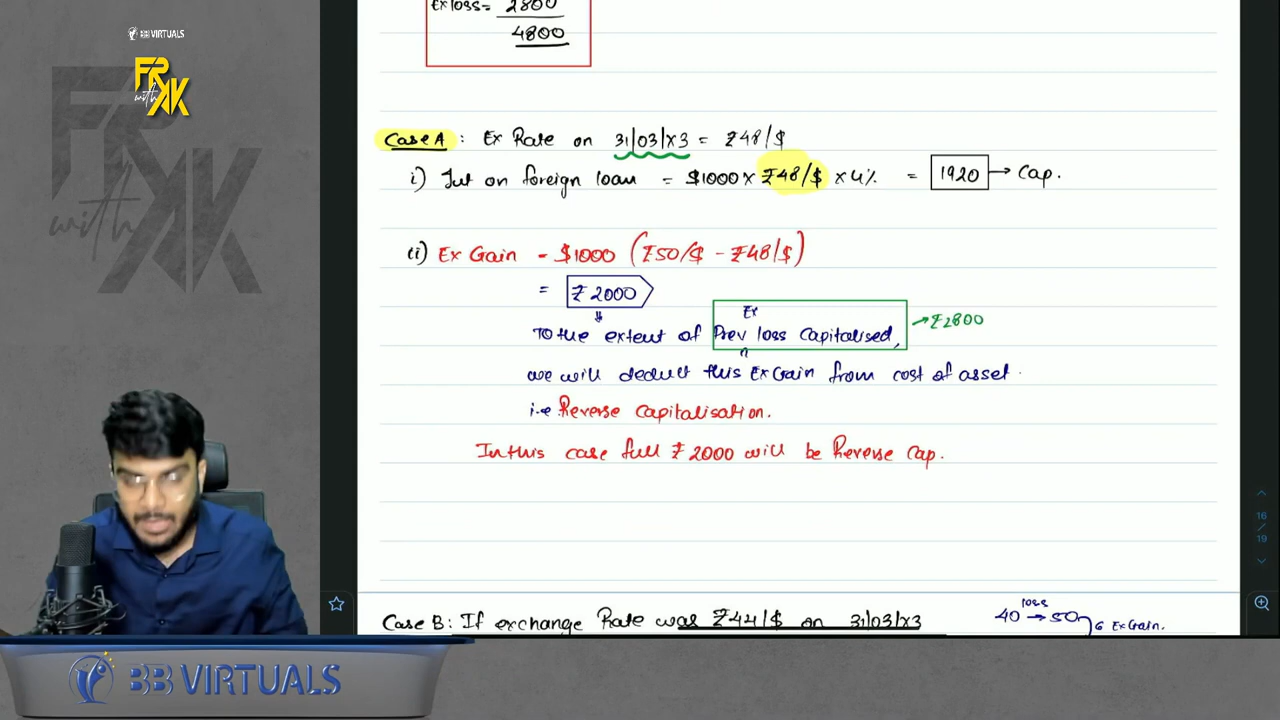 BB VIRTUALS
FR
with
AK
Ex loss = 2800
4800
Case A : Ex Rate on 31/03/X3 = ₹48/$
i) Int on foreign loan = $1000 x ₹48/$ x 4% = 1920 → Cap.
(i) Ex Gain = $1000 (₹50/$ - ₹48/$)
= ₹2000
To the extent of Prev Ex loss Capitalised, → ₹2800
we will deduct this Ex Gain from cost of asset.
i.e Reverse Capitalisation.
In this case full ₹2000 will be Reverse Cap.
16
/
19
Case B: If exchange Rate was ₹44/$ on 31/03/X3
loss
40 → 50
Ex Gain.
BB VIRTUALS